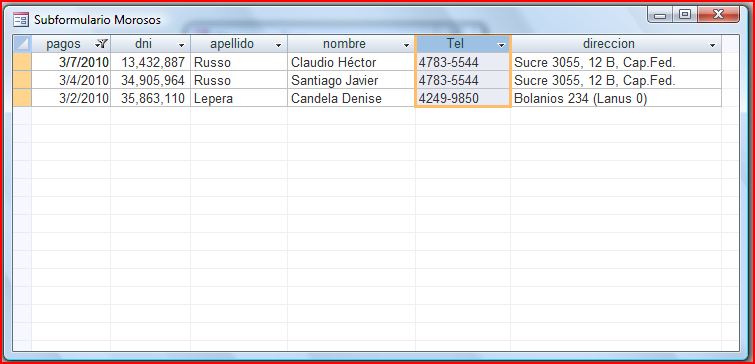 Subformulario Morosos
pagos dni apellido nombre Tel direccion
3/7/2010 13,432,887 Russo Claudio Héctor 4783-5544 Sucre 3055, 12 B, Cap.Fed.
3/4/2010 34,905,964 Russo Santiago Javier 4783-5544 Sucre 3055, 12 B, Cap.Fed.
3/2/2010 35,863,110 Lepera Candela Denise 4249-9850 Bolanios 234 (Lanus 0)